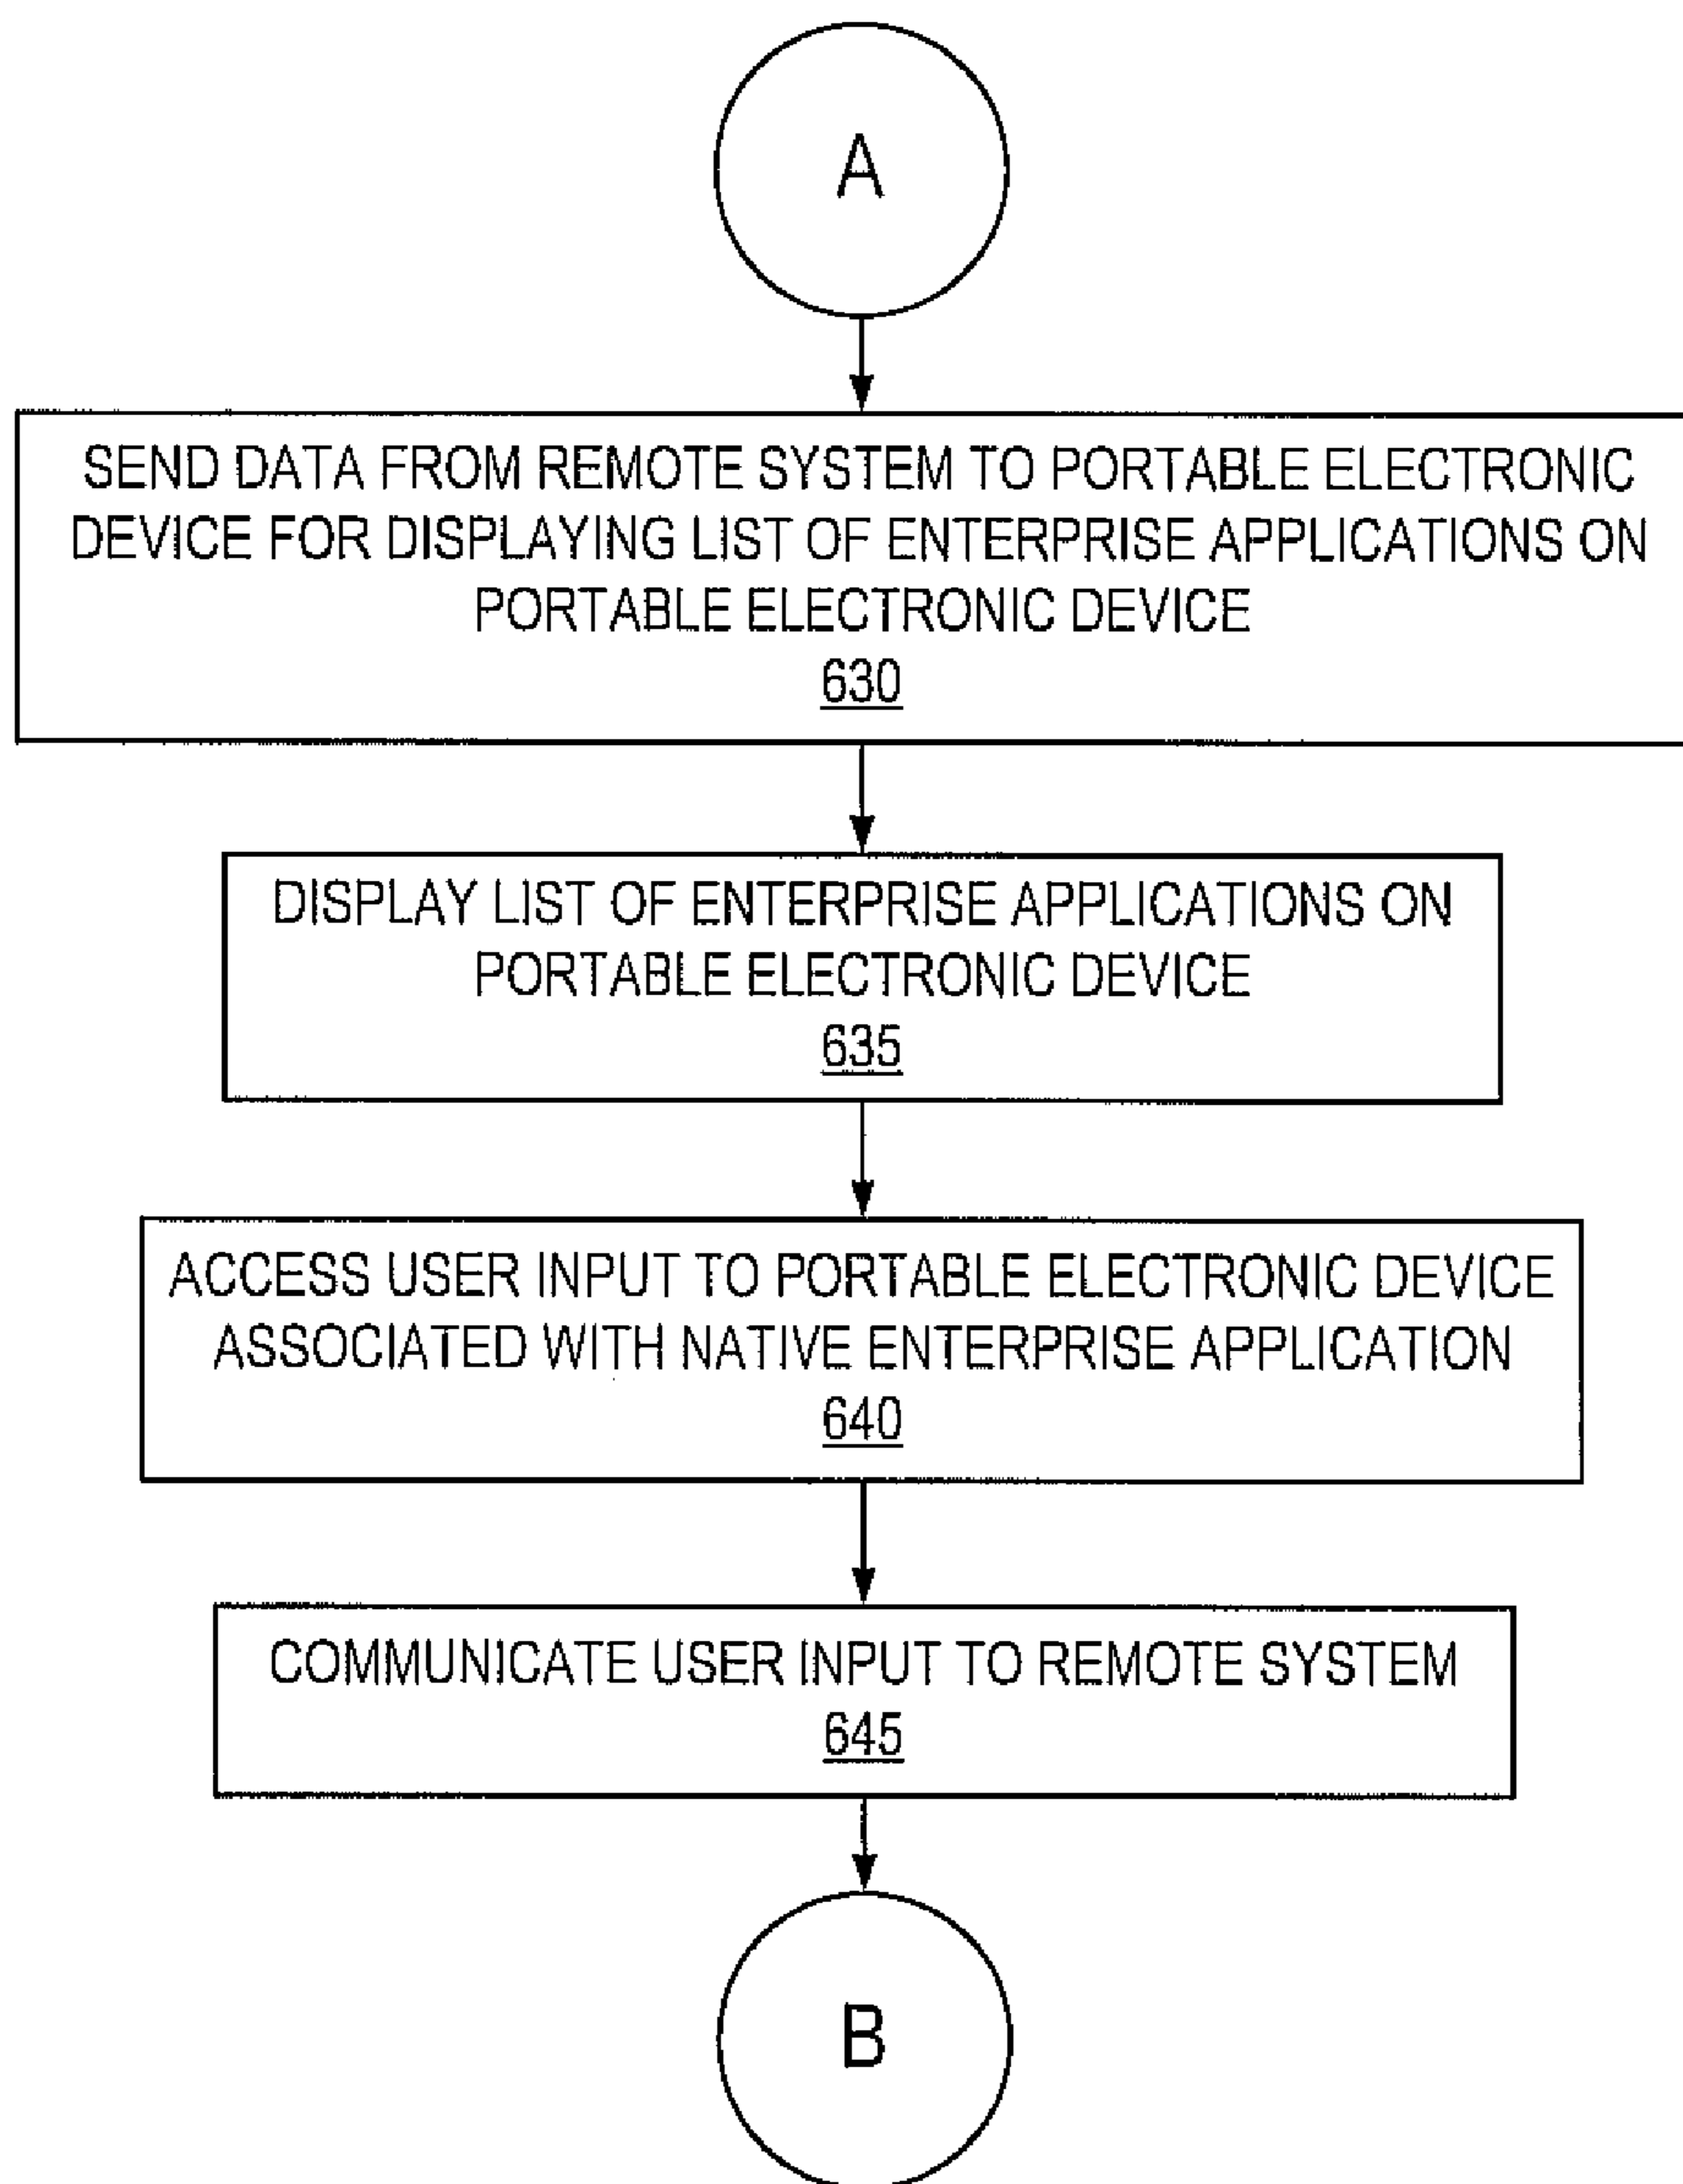 A
SEND DATA FROM REMOTE SYSTEM TO PORTABLE ELECTRONIC
DEVICE FOR DISPLAYING LIST OF ENTERPRISE APPLICATIONS ON
PORTABLE ELECTRONIC DEVICE
630
DISPLAY LIST OF ENTERPRISE APPLICATIONS ON
PORTABLE ELECTRONIC DEVICE
635
ACCESS USER INPUT TO PORTABLE ELECTRONIC DEVICE
ASSOCIATED WITH NATIVE ENTERPRISE APPLICATION
640
COMMUNICATE USER INPUT TO REMOTE SYSTEM
645
B